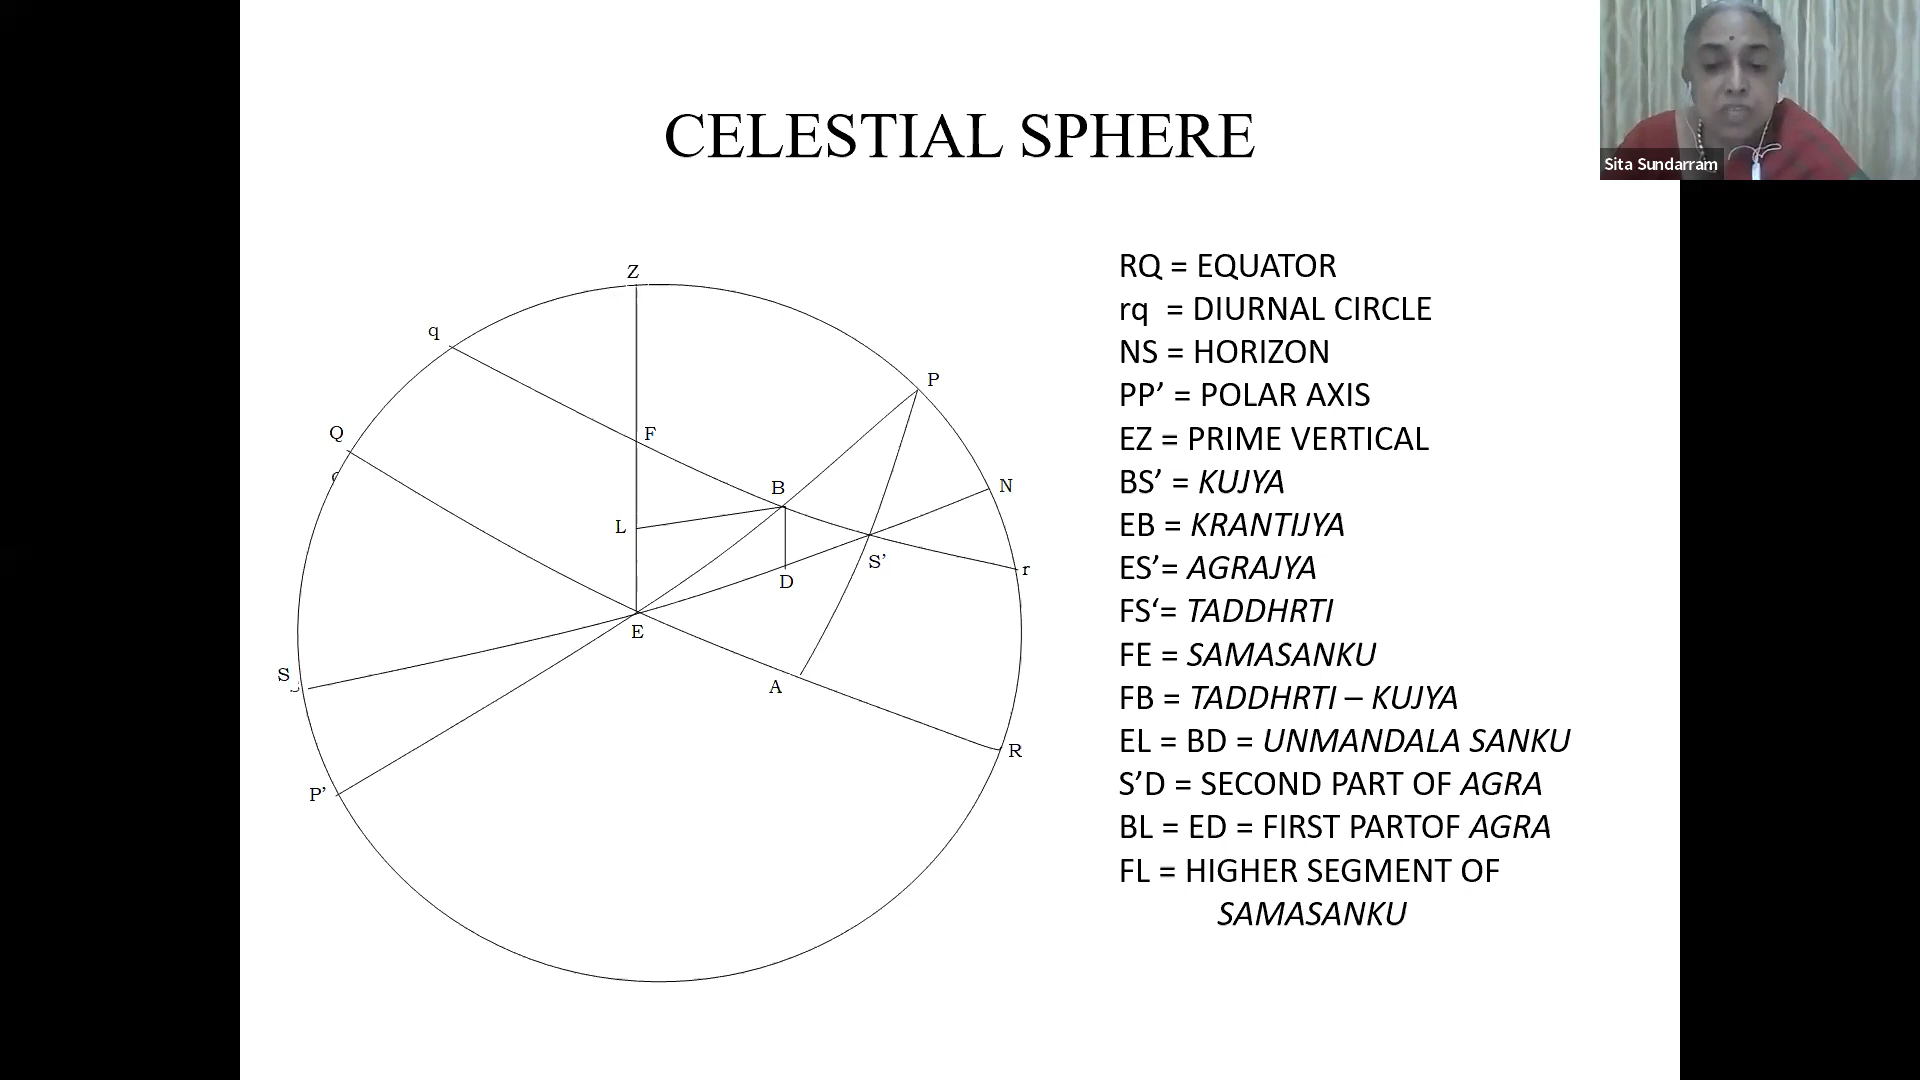 CELESTIAL SPHERE
Sita Sundarram
Z
q
P
Q
F
N
B
L
S’
D
r
E
S
A
R
P’
RQ = EQUATOR
rq = DIURNAL CIRCLE
NS = HORIZON
PP’ = POLAR AXIS
EZ = PRIME VERTICAL
BS’ = KUJYA
EB = KRANTIJYA
ES’= AGRAJYA
FS‘= TADDHRTI
FE = SAMASANKU
FB = TADDHRTI – KUJYA
EL = BD = UNMANDALA SANKU
S’D = SECOND PART OF AGRA
BL = ED = FIRST PARTOF AGRA
FL = HIGHER SEGMENT OF
SAMASANKU